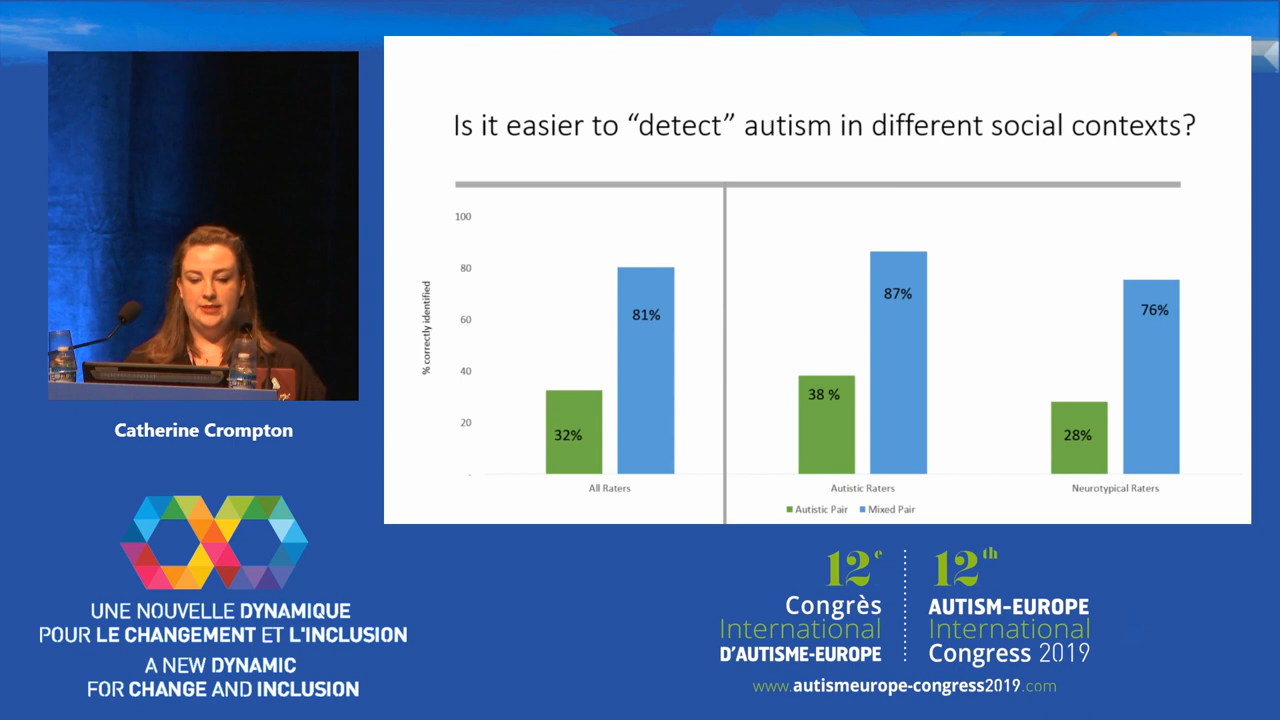 Is it easier to “detect” autism in different social contexts?
% correctly identified
100
80
60
40
20
-
32%
81%
38 %
87%
28%
76%
All Raters
Autistic Raters
Neurotypical Raters
Autistic Pair
Mixed Pair
Catherine Crompton
UNE NOUVELLE DYNAMIQUE
POUR LE CHANGEMENT ET L'INCLUSION
A NEW DYNAMIC
FOR CHANGE AND INCLUSION
12e
Congrès
International
D'AUTISME-EUROPE
12th
AUTISM-EUROPE
International
Congress 2019
www.autismeurope-congress2019.com